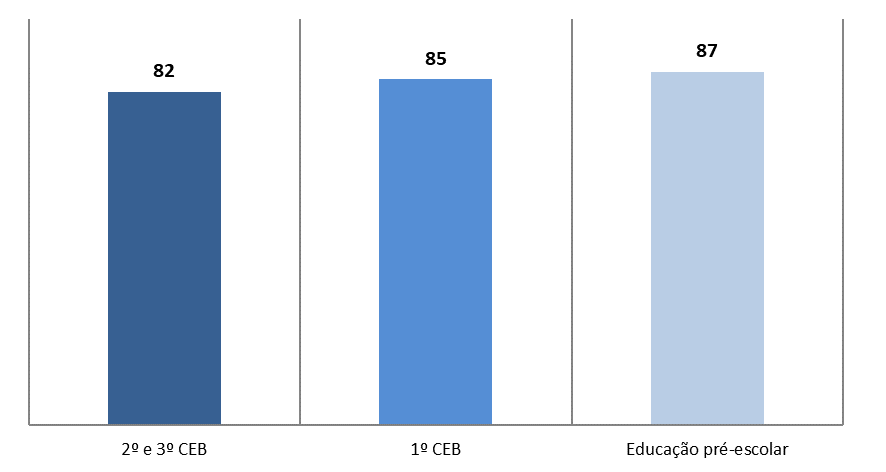 82
85
87
2º e 3º CEB
1º CEB
Educação pré-escolar